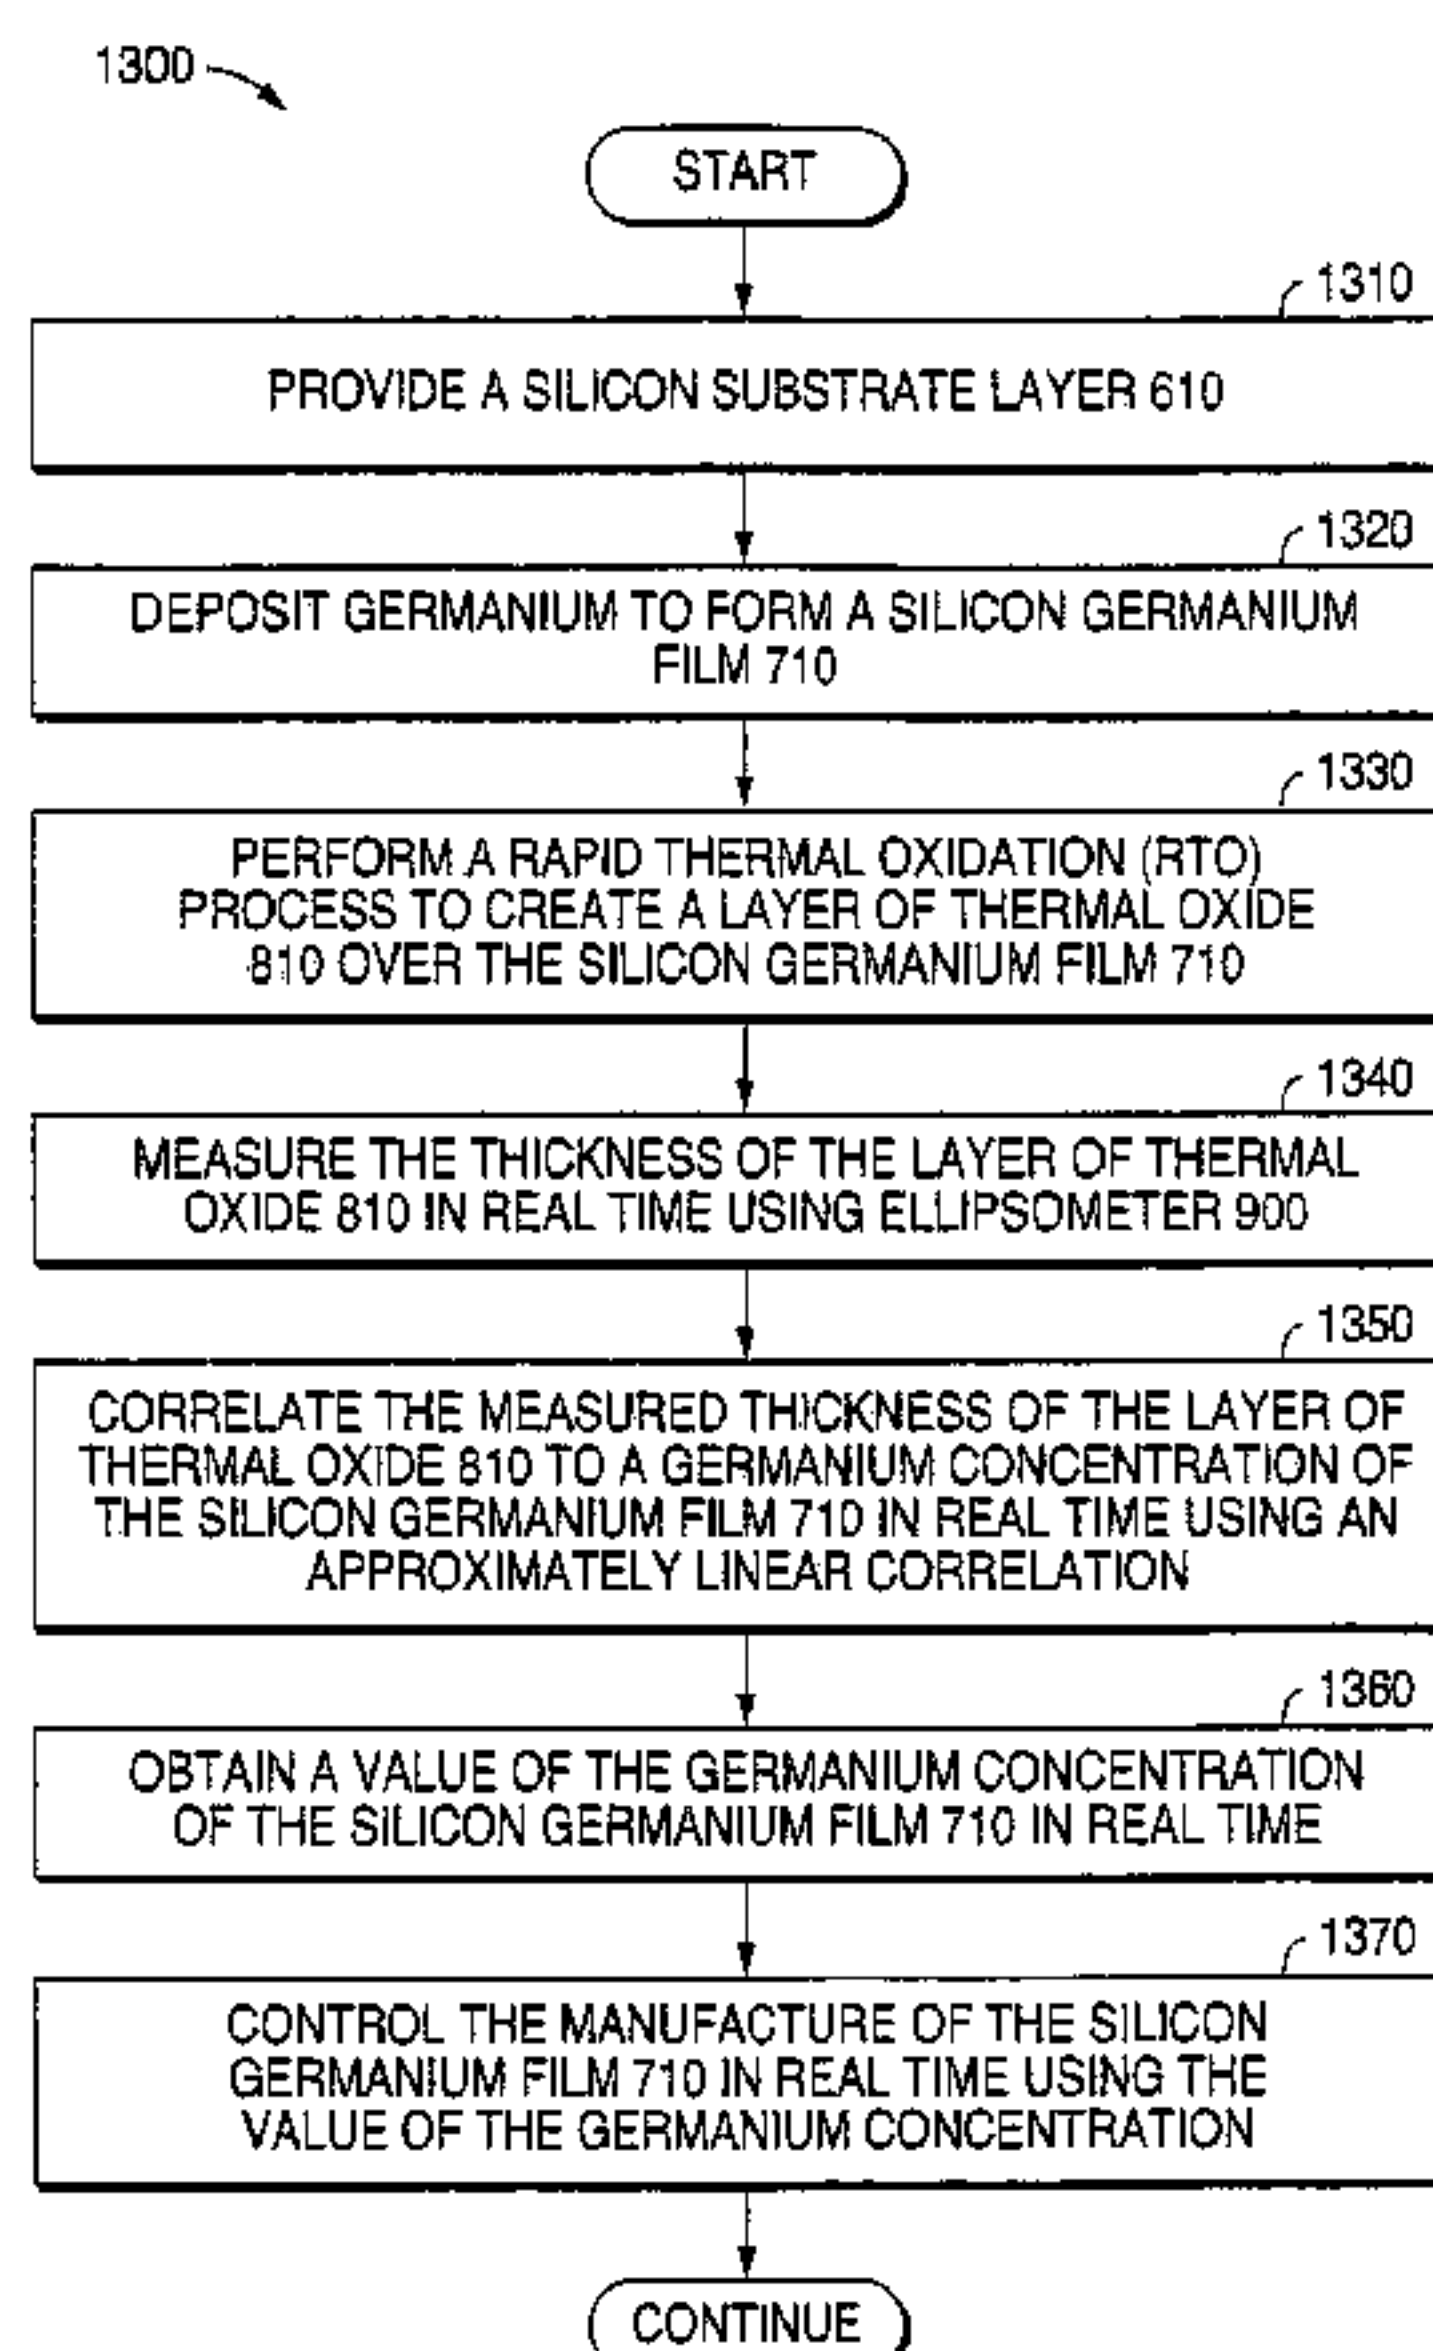 1300
START
1310
PROVIDE A SILICON SUBSTRATE LAYER 610
1320
DEPOSIT GERMANIUM TO FORM A SILICON GERMANIUM
FILM 710
1330
PERFORM A RAPID THERMAL OXIDATION (RTO)
PROCESS TO CREATE A LAYER OF THERMAL OXIDE
810 OVER THE SILICON GERMANIUM FILM 710
1340
MEASURE THE THICKNESS OF THE LAYER OF THERMAL
OXIDE 810 IN REAL TIME USING ELLIPSOMETER 900
1350
CORRELATE THE MEASURED THICKNESS OF THE LAYER OF
THERMAL OXIDE 810 TO A GERMANIUM CONCENTRATION OF
THE SILICON GERMANIUM FILM 710 IN REAL TIME USING AN
APPROXIMATELY LINEAR CORRELATION
1360
OBTAIN A VALUE OF THE GERMANIUM CONCENTRATION
OF THE SILICON GERMANIUM FILM 710 IN REAL TIME
1370
CONTROL THE MANUFACTURE OF THE SILICON
GERMANIUM FILM 710 IN REAL TIME USING THE
VALUE OF THE GERMANIUM CONCENTRATION
CONTINUE